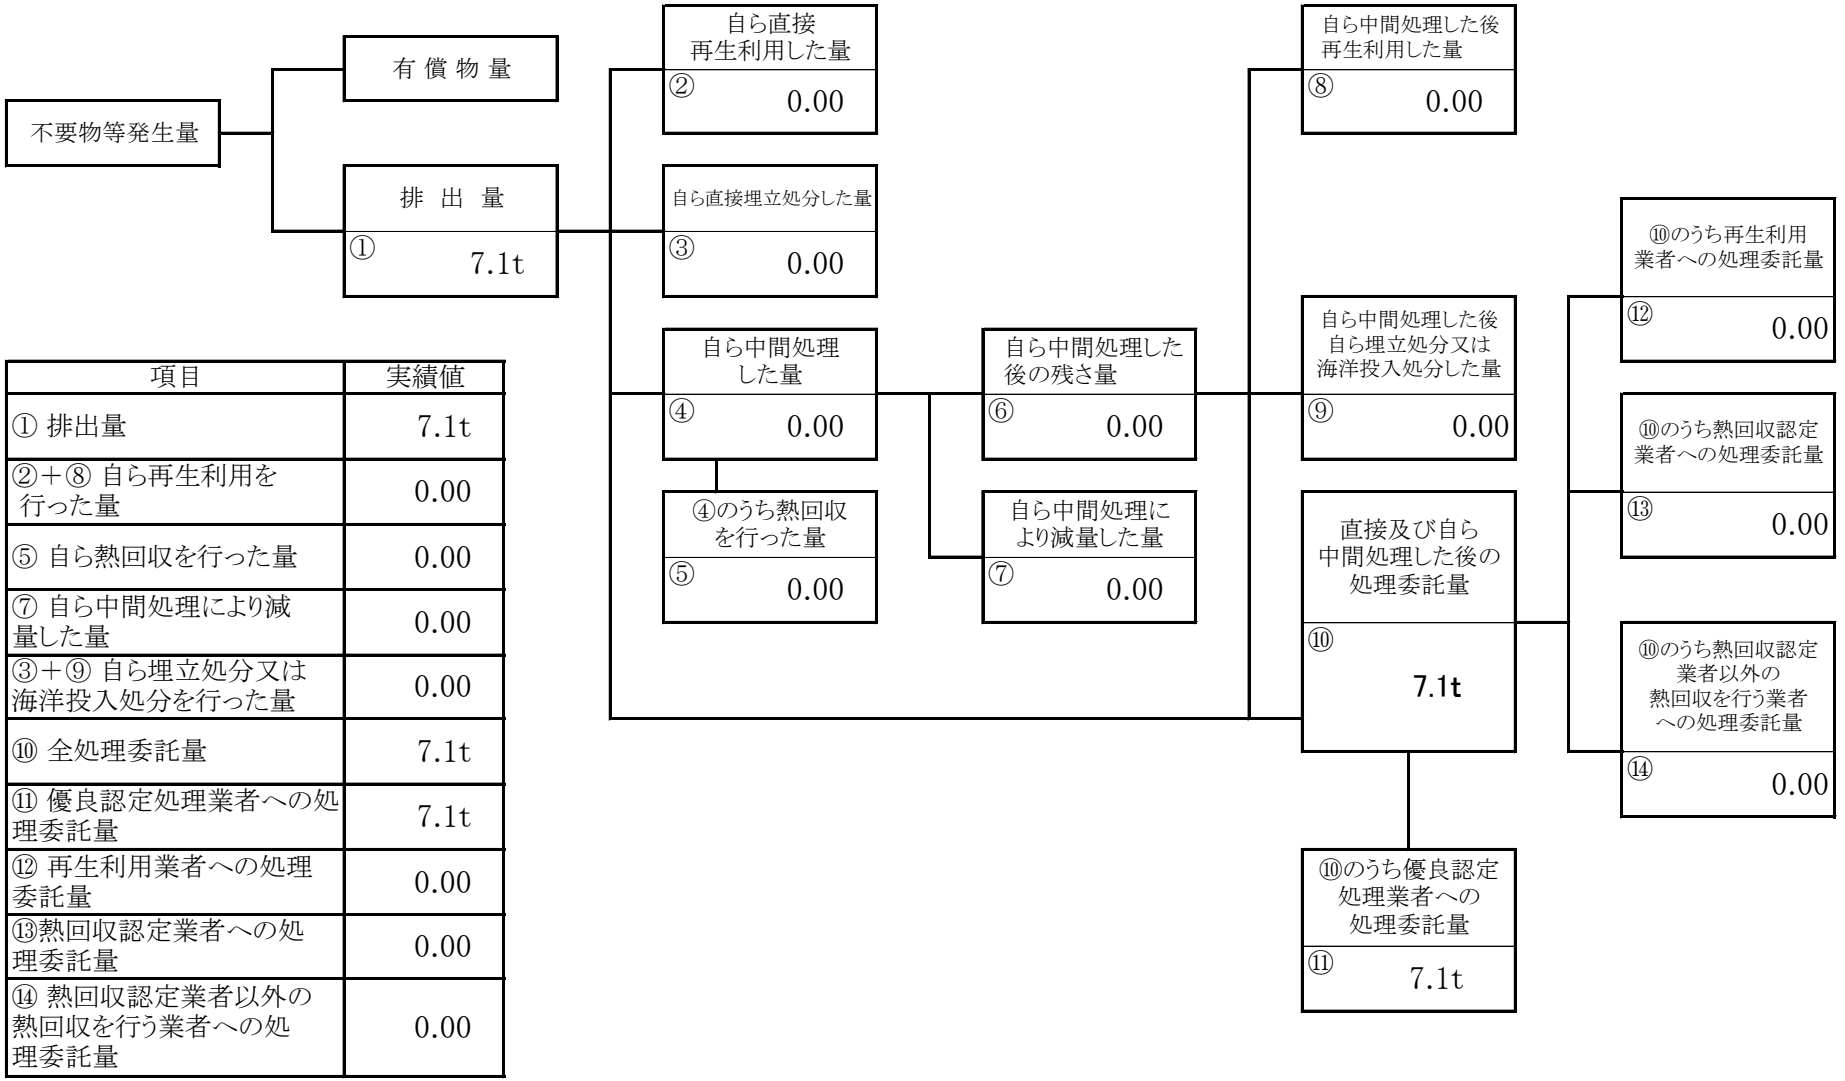 不要物等発生量
有 償 物 量
排 出 量
①
7.1t
自ら直接
再生利用した量
②
0.00
自ら直接埋立処分した量
③
0.00
自ら中間処理
した量
④
0.00
④のうち熱回収
を行った量
⑤
0.00
自ら中間処理した
後の残さ量
⑥
0.00
自ら中間処理に
より減量した量
⑦
0.00
自ら中間処理した後
再生利用した量
⑧
0.00
自ら中間処理した後
自ら埋立処分又は
海洋投入処分した量
⑨
0.00
直接及び自ら
中間処理した後の
処理委託量
⑩
7.1t
⑩のうち優良認定
処理業者への
処理委託量
⑪
7.1t
⑩のうち再生利用
業者への処理委託量
⑫
0.00
⑩のうち熱回収認定
業者への処理委託量
⑬
0.00
⑩のうち熱回収認定
業者以外の
熱回収を行う業者
への処理委託量
⑭
0.00
項目 実績値
① 排出量 7.1t
②＋⑧ 自ら再生利用を
行った量 0.00
⑤ 自ら熱回収を行った量 0.00
⑦ 自ら中間処理により減
量した量 0.00
③＋⑨ 自ら埋立処分又は
海洋投入処分を行った量 0.00
⑩ 全処理委託量 7.1t
⑪ 優良認定処理業者への処
理委託量 7.1t
⑫ 再生利用業者への処理
委託量 0.00
⑬熱回収認定業者への処
理委託量 0.00
⑭ 熱回収認定業者以外の
熱回収を行う業者への処
理委託量 0.00